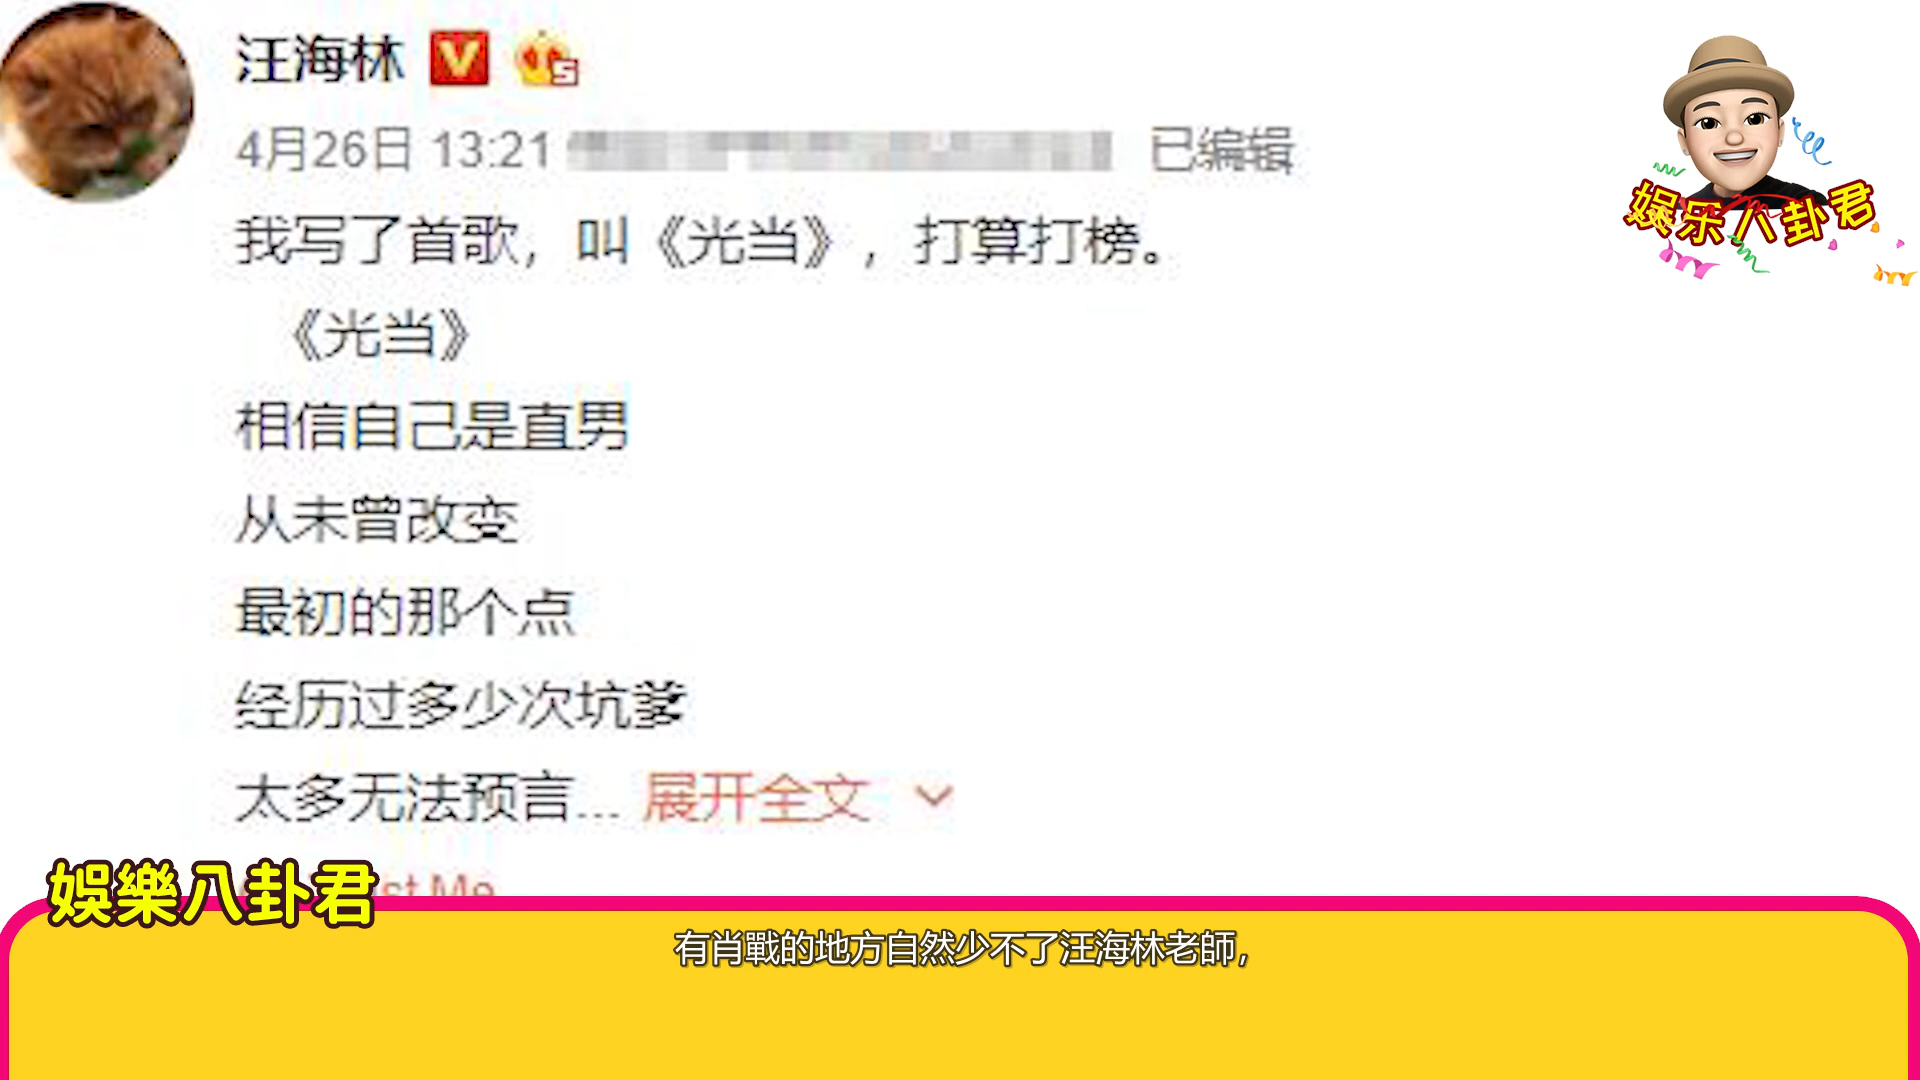 汪海林
4月26日 13:21 已编辑
我写了首歌，叫《光当》，打算打榜。
《光当》
相信自己是直男
从未曾改变
最初的那个点
经历过多少次坑爹
太多无法预言... 展开全文
娱乐八卦君
娛樂八卦君
Me
有肖戰的地方自然少不了汪海林老師，